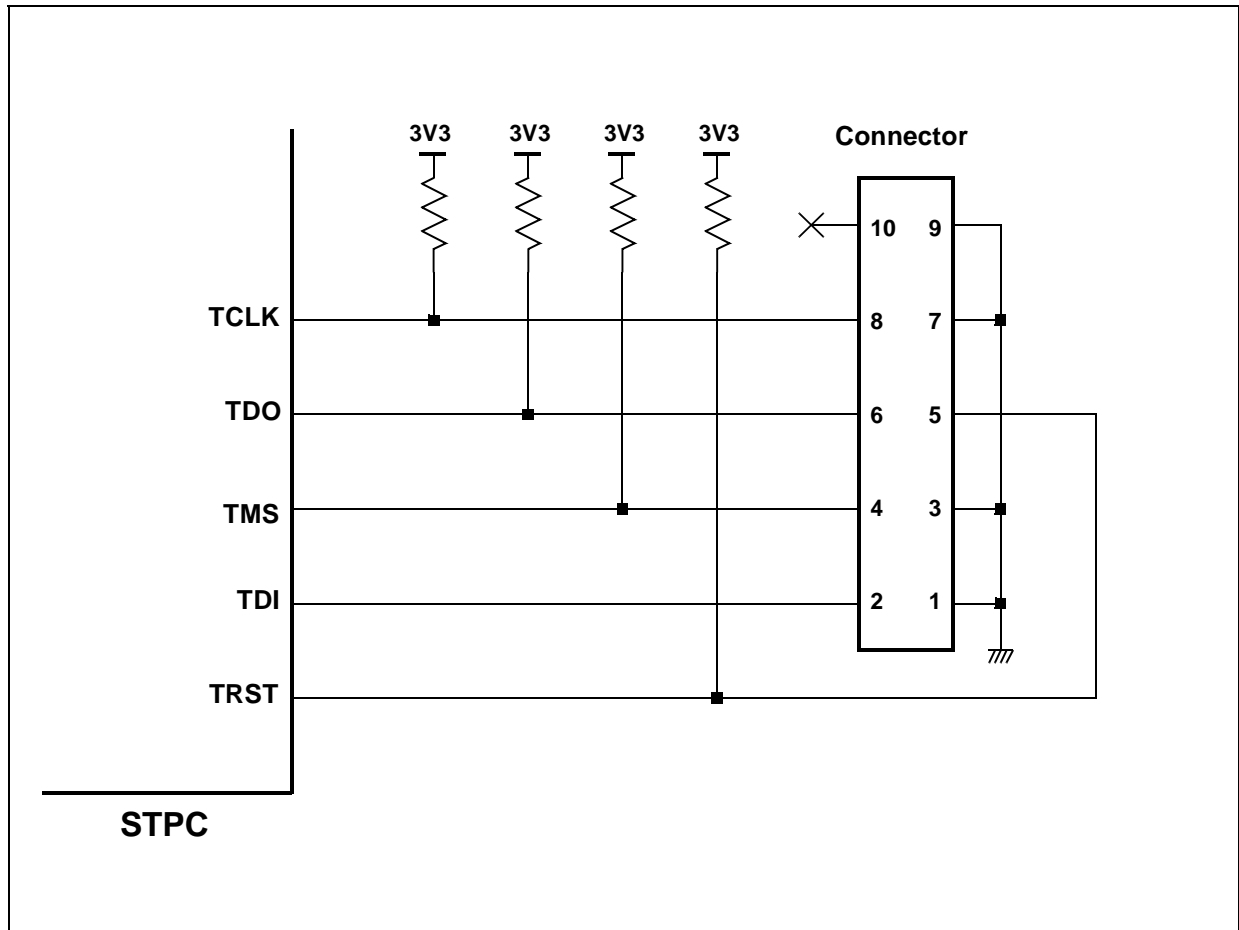 3V3 3V3 3V3 3V3 Connector
10 9
TCLK 8 7
TDO 6 5
TMS 4 3
TDI 2 1
TRST
STPC